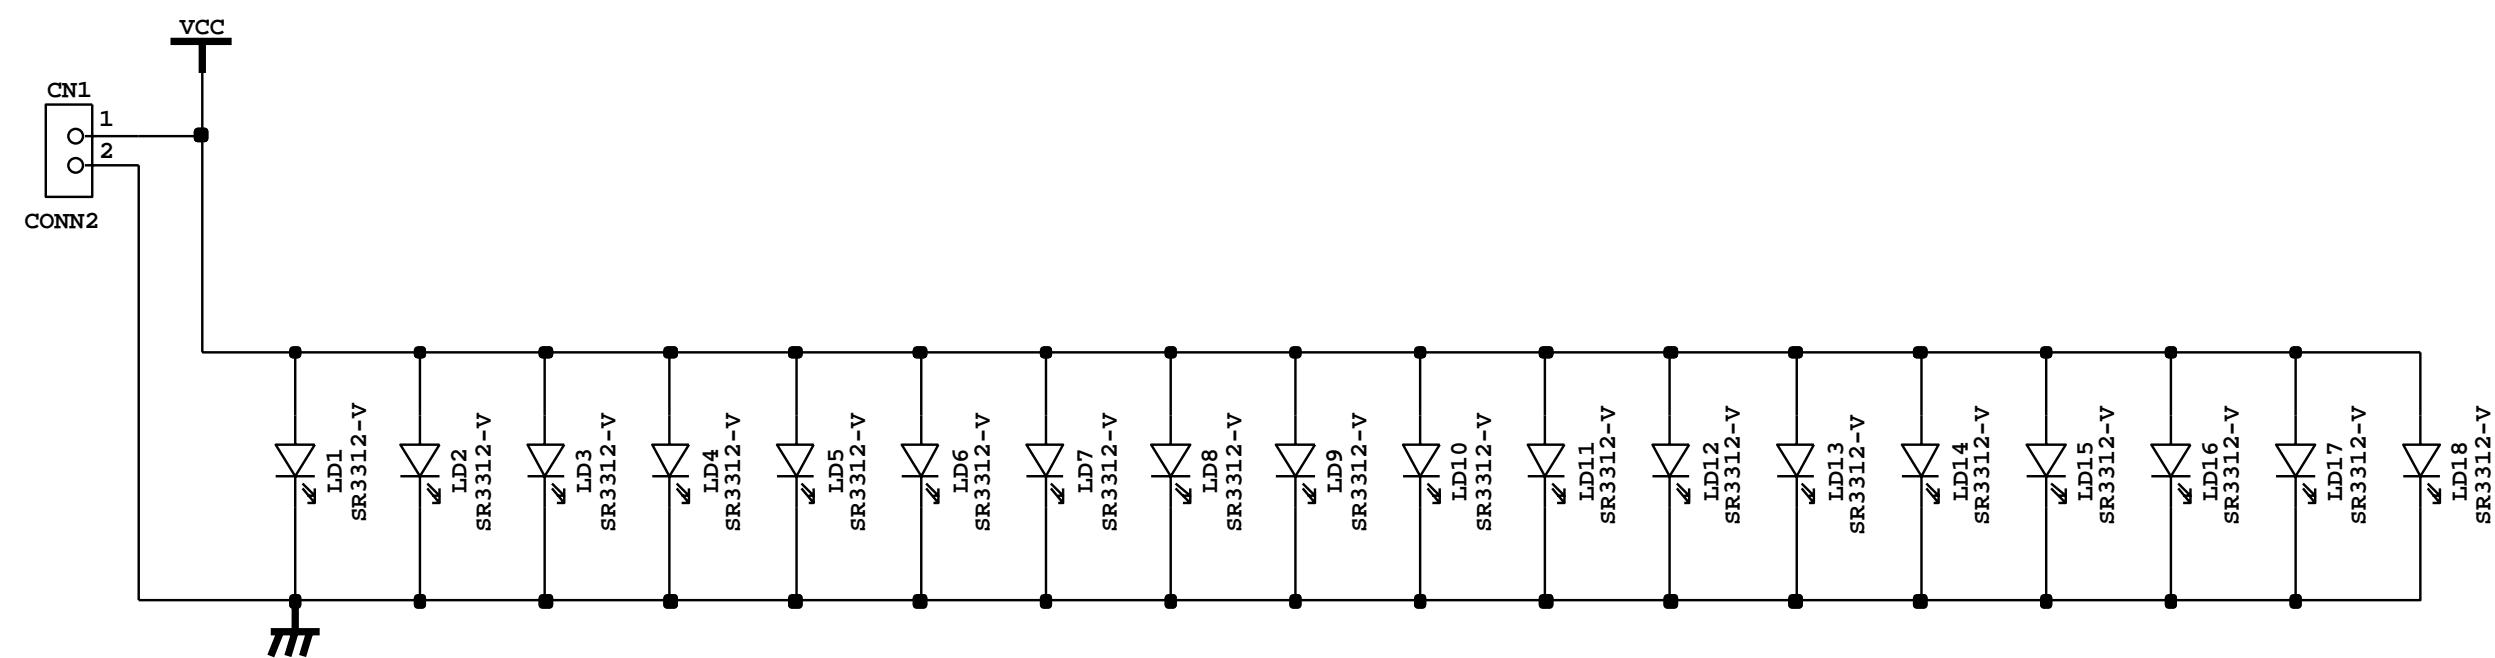 VCC
CN1
1
2
CONN2
LD1
SR3312-V
LD2
SR3312-V
LD3
SR3312-V
LD4
SR3312-V
LD5
SR3312-V
LD6
SR3312-V
LD7
SR3312-V
LD8
SR3312-V
LD9
SR3312-V
LD10
SR3312-V
LD11
SR3312-V
LD12
SR3312-V
LD13
SR3312-V
LD14
SR3312-V
LD15
SR3312-V
LD16
SR3312-V
LD17
SR3312-V
LD18
SR3312-V